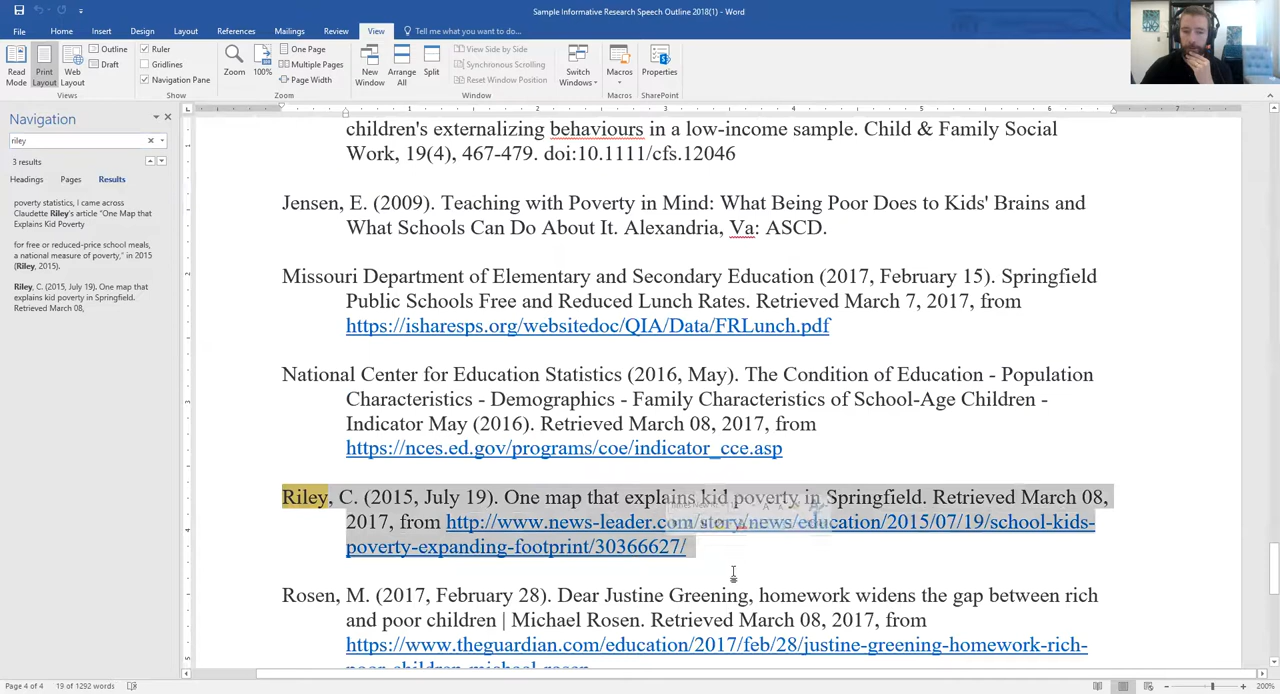 Sample Informative Research Speech Outline 2018(1) - Word
File Home Insert Design Layout References Mailings Review View Tell me what you want to do...
Read Mode
Print Layout
Web Layout
Outline
Draft
Views
Ruler
Gridlines
Navigation Pane
Show
Zoom
100%
One Page
Multiple Pages
Page Width
Zoom
New Window
Arrange All
Split
View Side by Side
Synchronous Scrolling
Reset Window Position
Window
Switch Windows
Macros
Macros
Properties
SharePoint
Navigation
riley
3 results
Headings Pages Results
poverty statistics, I came across
Claudette Riley's article "One Map that
Explains Kid Poverty
for free or reduced-price school meals,
a national measure of poverty," in 2015
(Riley, 2015).
Riley, C. (2015, July 19). One map that
explains kid poverty in Springfield.
Retrieved March 08,
children's externalizing behaviours in a low-income sample. Child & Family Social
Work, 19(4), 467-479. doi:10.1111/cfs.12046
Jensen, E. (2009). Teaching with Poverty in Mind: What Being Poor Does to Kids' Brains and
What Schools Can Do About It. Alexandria, Va: ASCD.
Missouri Department of Elementary and Secondary Education (2017, February 15). Springfield
Public Schools Free and Reduced Lunch Rates. Retrieved March 7, 2017, from
https://isharesps.org/websitedoc/QIA/Data/FRLunch.pdf
National Center for Education Statistics (2016, May). The Condition of Education - Population
Characteristics - Demographics - Family Characteristics of School-Age Children -
Indicator May (2016). Retrieved March 08, 2017, from
https://nces.ed.gov/programs/coe/indicator_cce.asp
Riley, C. (2015, July 19). One map that explains kid poverty in Springfield. Retrieved March 08,
2017, from http://www.news-leader.com/story/news/education/2015/07/19/school-kids-
poverty-expanding-footprint/30366627/
Rosen, M. (2017, February 28). Dear Justine Greening, homework widens the gap between rich
and poor children | Michael Rosen. Retrieved March 08, 2017, from
https://www.theguardian.com/education/2017/feb/28/justine-greening-homework-rich-
poor-children-michael-rosen
Page 4 of 4 19 of 1292 words
200%